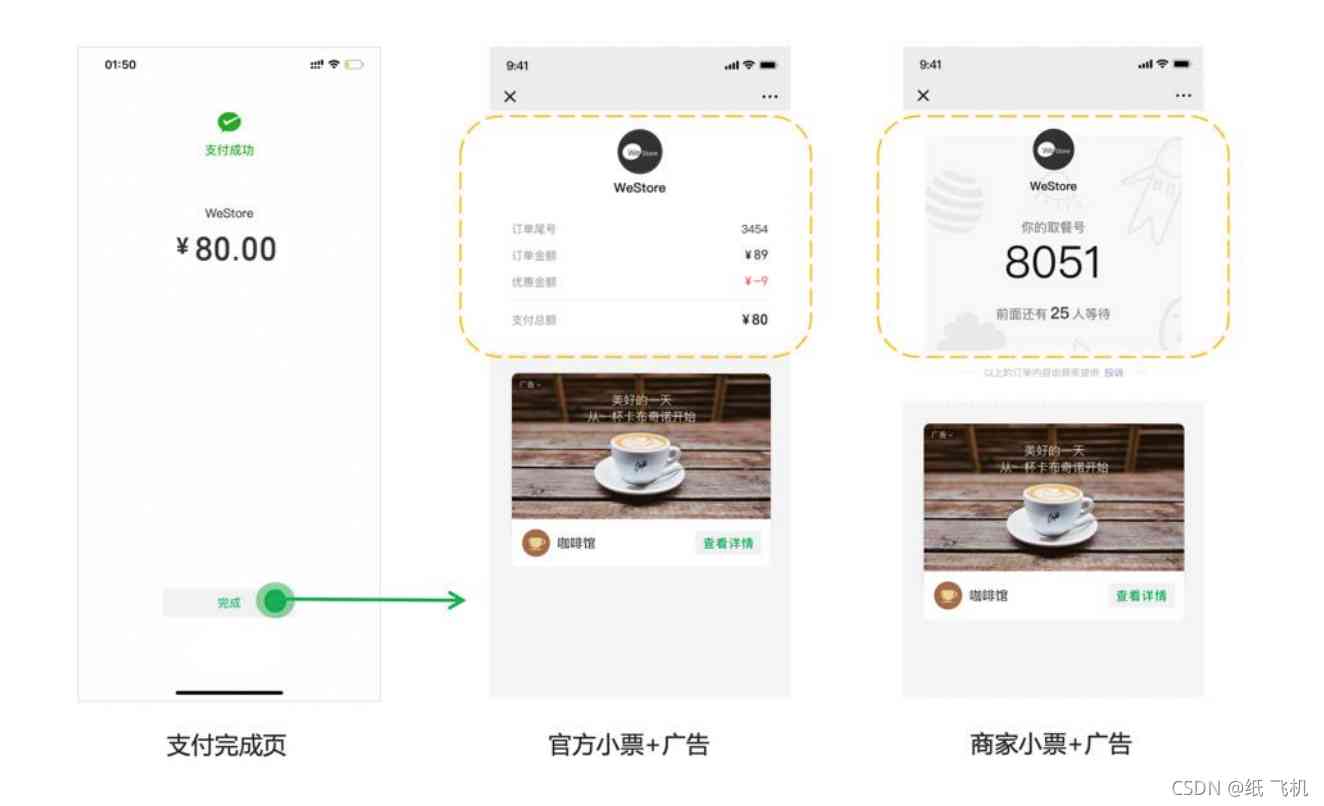 01:50
支付成功
WeStore
¥80.00
完成
支付完成页
9:41
WeStore
WeStore
订单尾号 3454
订单金额 ¥89
优惠金额 ¥-9
支付总额 ¥80
广告
美好的一天
从一杯卡布奇诺开始
咖啡馆 查看详情
官方小票+广告
9:41
WeStore
WeStore
你的取餐号
8051
前面还有 25 人等待
以上的订单内容由商家提供 投诉
广告
美好的一天
从一杯卡布奇诺开始
咖啡馆 查看详情
商家小票+广告
CSDN @纸 飞机